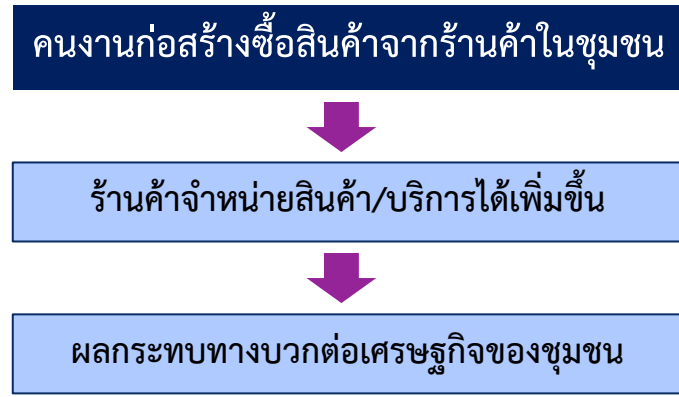 คนงานก่อสร้างซื้อสินค้าจากร้านค้าในชุมชน
ร้านค้าจำหน่ายสินค้า/บริการได้เพิ่มขึ้น
ผลกระทบทางบวกต่อเศรษฐกิจของชุมชน